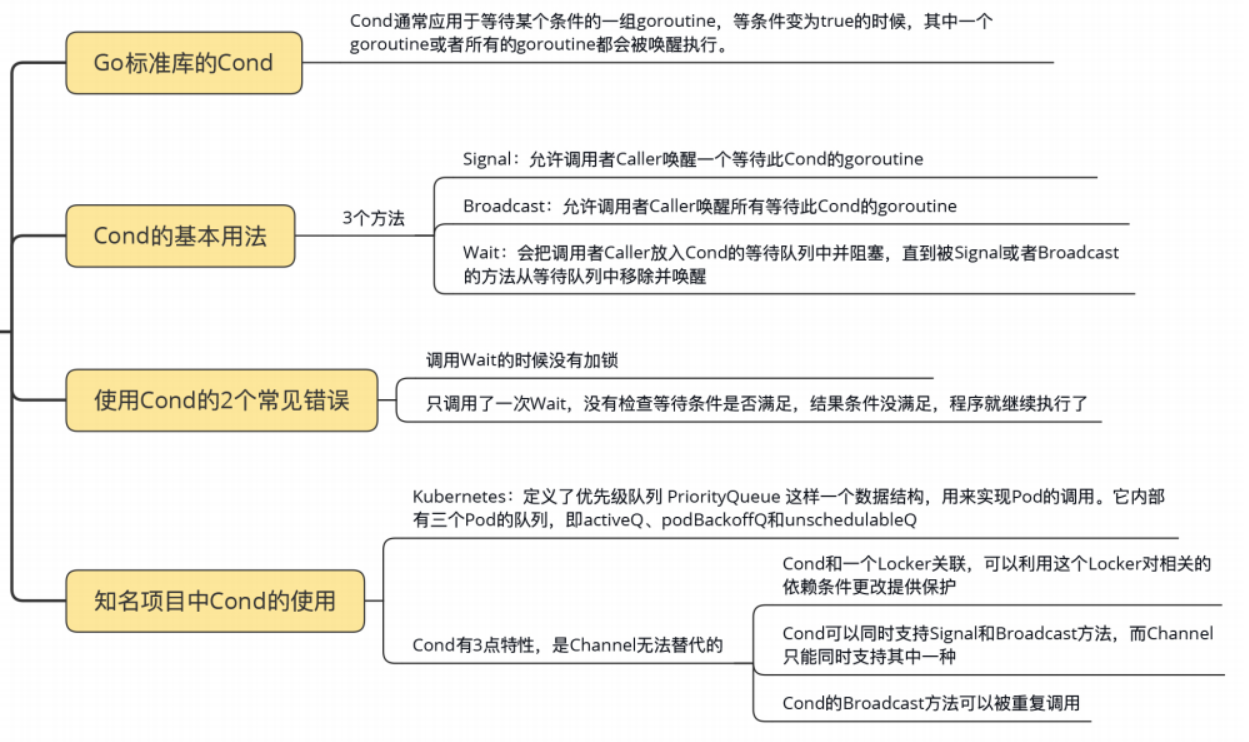 Go标准库的Cond
Cond通常应用于等待某个条件的一组goroutine，等条件变为true的时候，其中一个
goroutine或者所有的goroutine都会被唤醒执行。
Cond的基本用法
3个方法
Signal：允许调用者Caller唤醒一个等待此Cond的goroutine
Broadcast：允许调用者Caller唤醒所有等待此Cond的goroutine
Wait：会把调用者Caller放入Cond的等待队列中并阻塞，直到被Signal或者Broadcast
的方法从等待队列中移除并唤醒
使用Cond的2个常见错误
调用Wait的时候没有加锁
只调用了一次Wait，没有检查等待条件是否满足，结果条件没满足，程序就继续执行了
知名项目中Cond的使用
Kubernetes：定义了优先级队列 PriorityQueue 这样一个数据结构，用来实现Pod的调用。它内部
有三个Pod的队列，即activeQ、podBackoffQ和unschedulableQ
Cond有3点特性，是Channel无法替代的
Cond和一个Locker关联，可以利用这个Locker对相关的
依赖条件更改提供保护
Cond可以同时支持Signal和Broadcast方法，而Channel
只能同时支持其中一种
Cond的Broadcast方法可以被重复调用